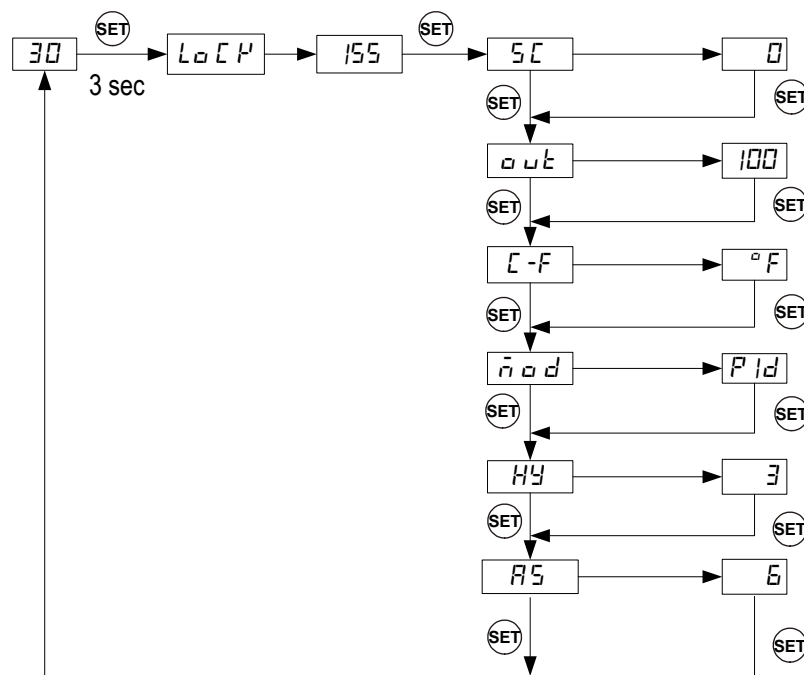 SET SET
30 LoCK 155 SC 0
3 sec
SET SET
out 100
SET SET
C-F °F
SET SET
mod PId
SET SET
HY 3
SET SET
AS 6
SET SET